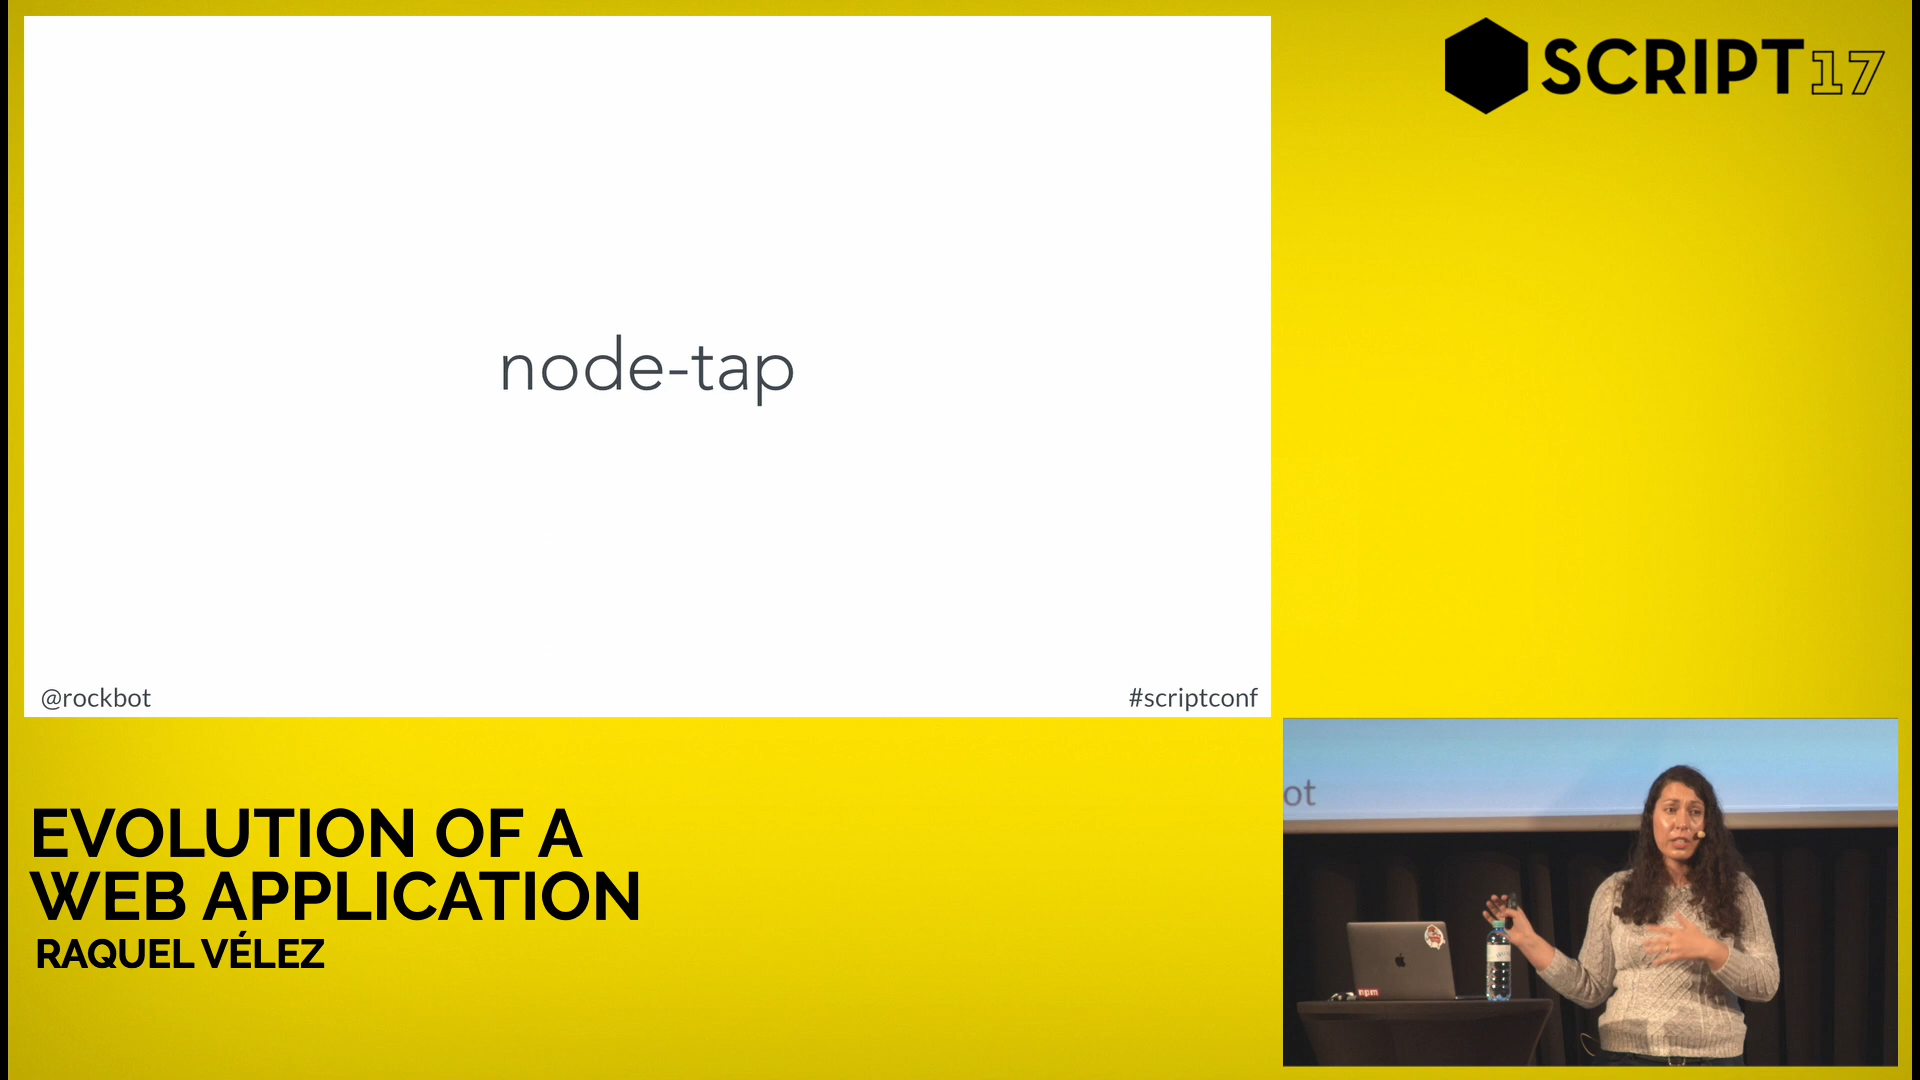 SCRIPT17
node-tap
@rockbot
#scriptconf
EVOLUTION OF A
WEB APPLICATION
RAQUEL VÉLEZ
ot
npm